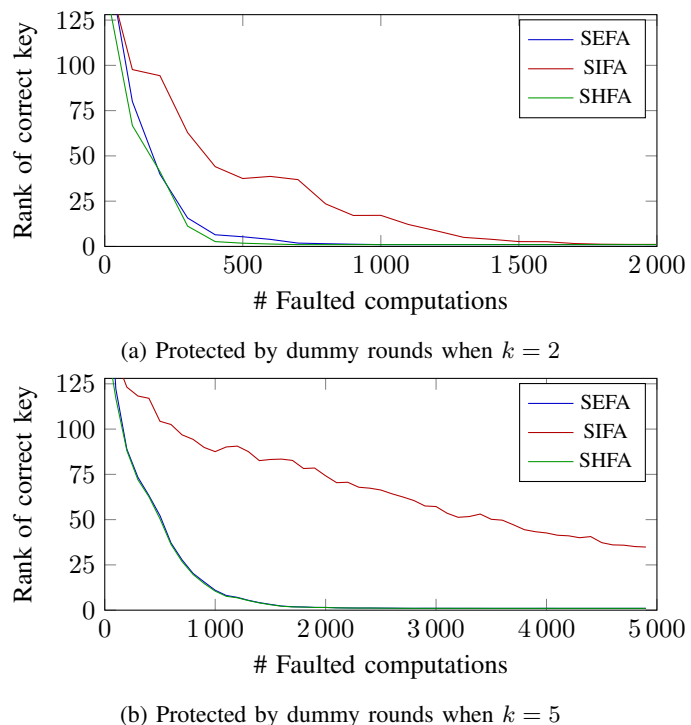 125
100
75
50
25
0
Rank of correct key
SEFA
SIFA
SHFA
0 500 1 000 1 500 2 000
# Faulted computations
(a) Protected by dummy rounds when k = 2
125
100
75
50
25
0
Rank of correct key
SEFA
SIFA
SHFA
0 1 000 2 000 3 000 4 000 5 000
# Faulted computations
(b) Protected by dummy rounds when k = 5